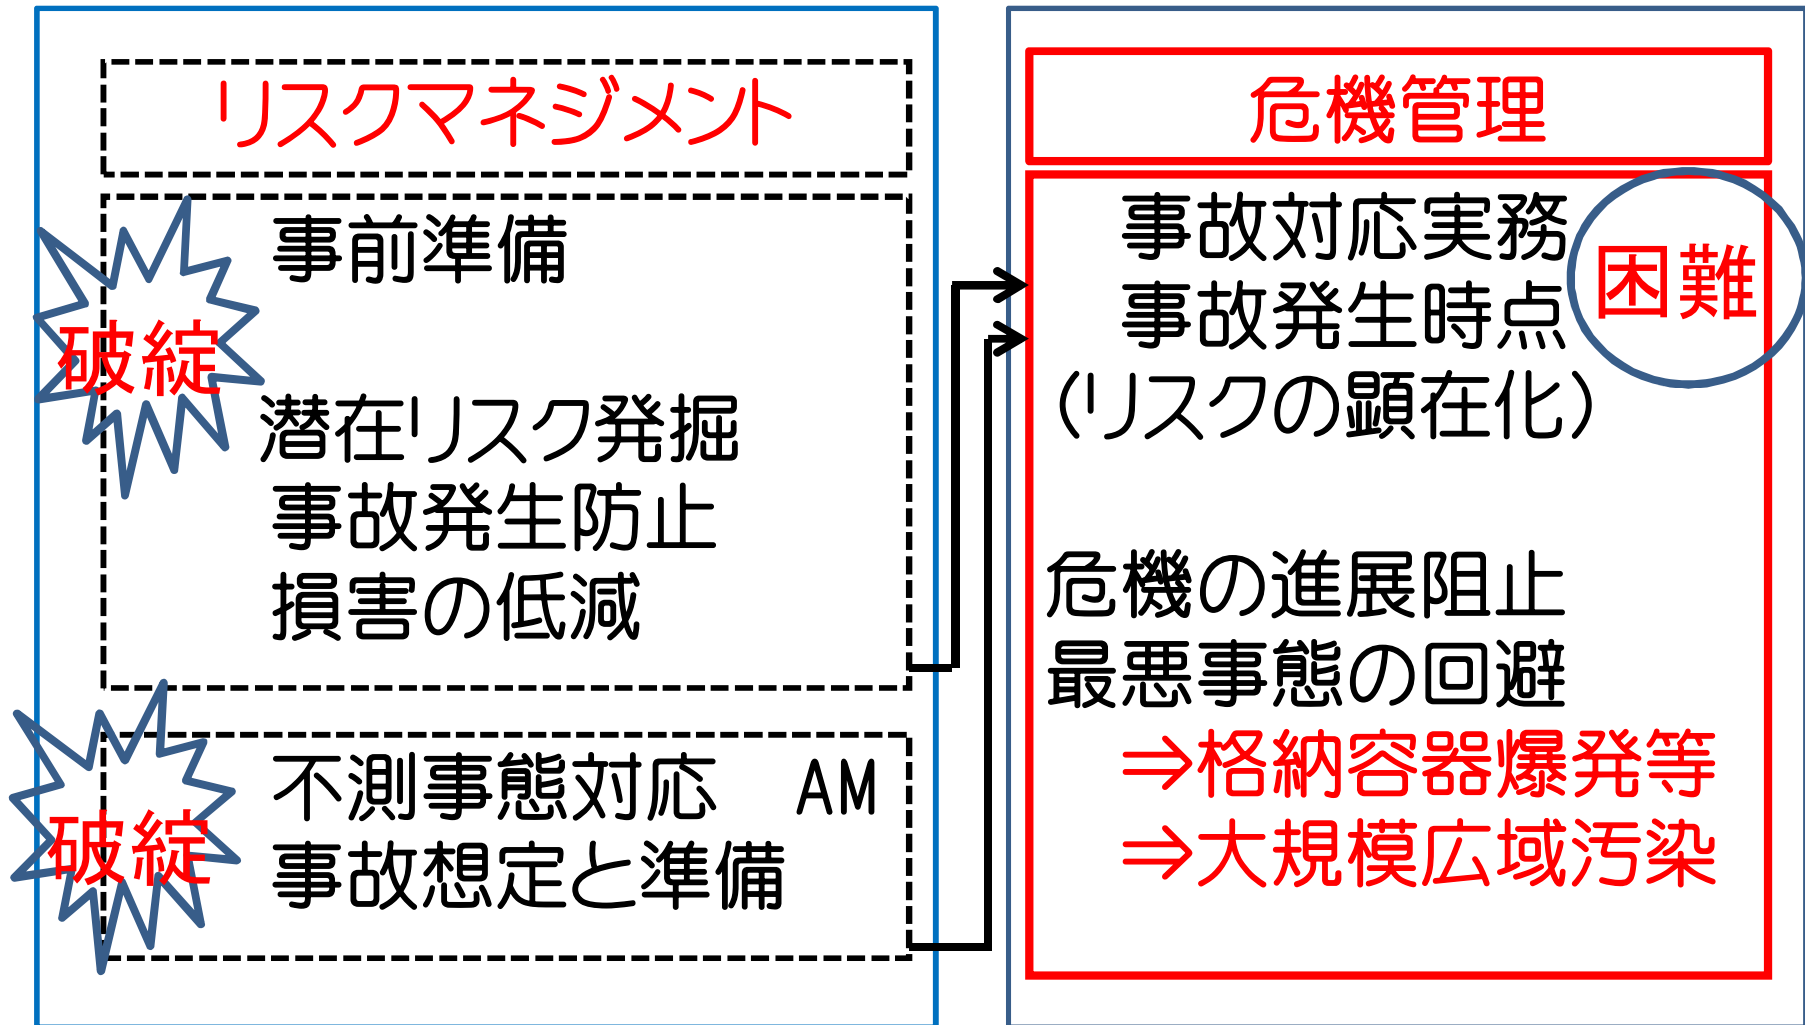 リスクマネジメント
事前準備
破綻
潜在リスク発掘
事故発生防止
損害の低減
不測事態対応 AM
破綻
事故想定と準備
危機管理
事故対応実務
困難
事故発生時点
(リスクの顕在化)
危機の進展阻止
最悪事態の回避
⇒格納容器爆発等
⇒大規模広域汚染